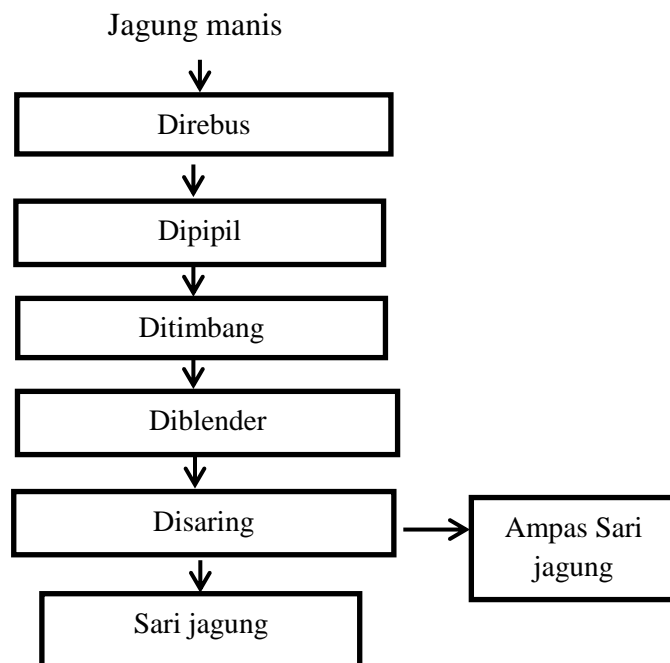 Jagung manis
Direbus
Dipipil
Ditimbang
Diblender
Disaring
Ampas Sari
jagung
Sari jagung